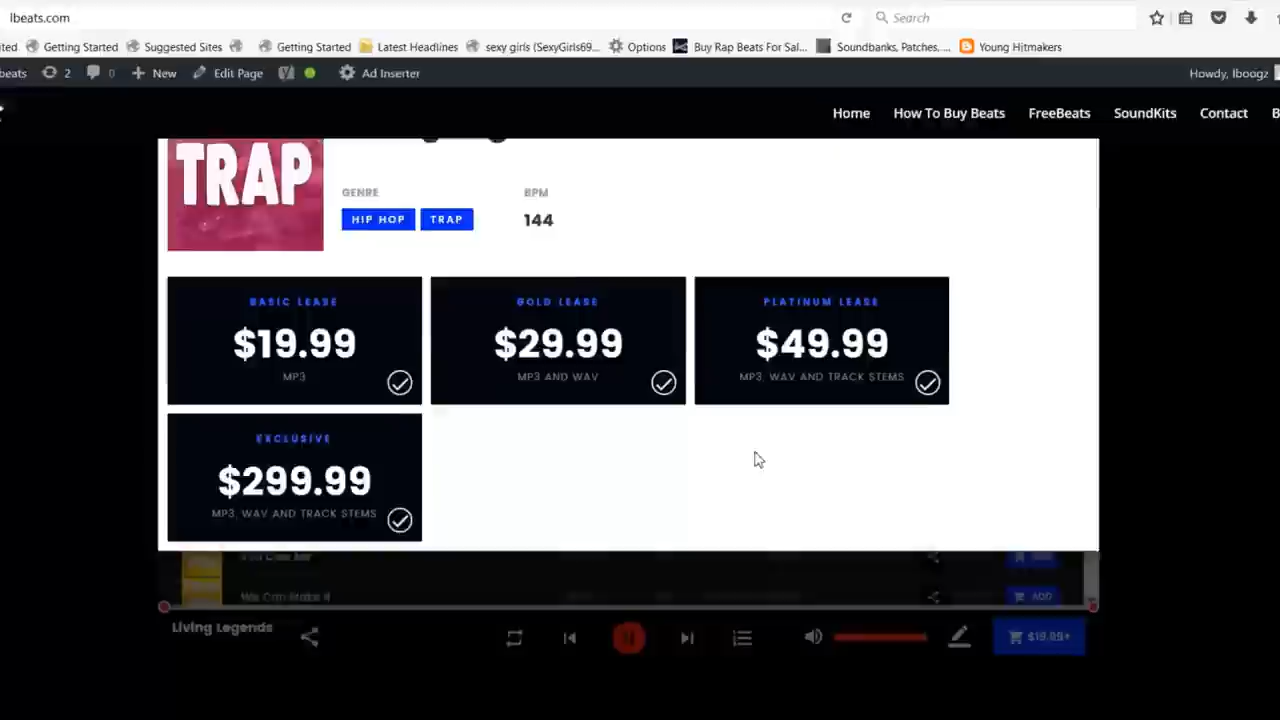 lbeats.com
Search
Getting Started
Suggested Sites
Getting Started
Latest Headlines
sexy girls (SexyGirls69...
Options
Buy Rap Beats For Sal...
Soundbanks, Patches, ...
Young Hitmakers
beats
2
0
New
Edit Page
Ad Inserter
Howdy, lboogz
Home
How To Buy Beats
FreeBeats
SoundKits
Contact
B
TRAP
GENRE
BPM
HIP HOP
TRAP
144
BASIC LEASE
$19.99
MP3
GOLD LEASE
$29.99
MP3 AND WAV
PLATINUM LEASE
$49.99
MP3, WAV AND TRACK STEMS
EXCLUSIVE
$299.99
MP3, WAV AND TRACK STEMS
ADD
Living Legends
$19.99+